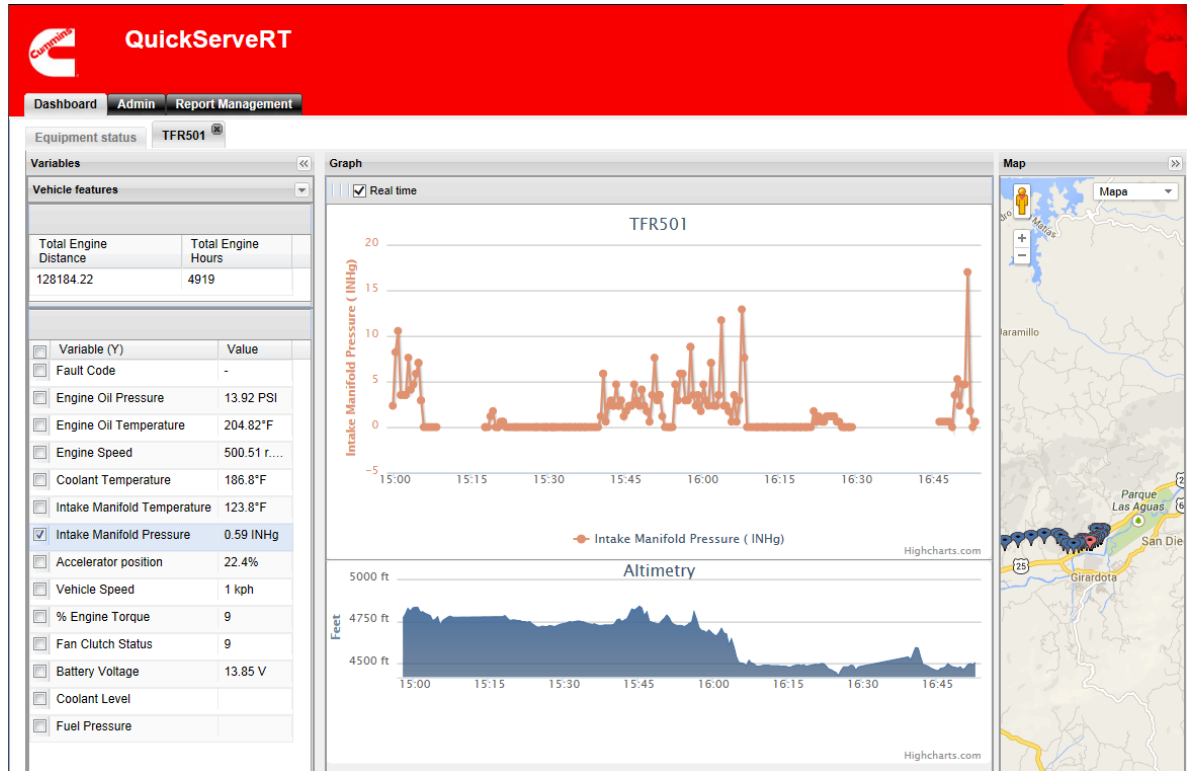 Cummins
QuickServeRT
Dashboard Admin Report Management
Equipment status TFR501
Variables
Vehicle features
Total Engine Distance Total Engine Hours
128184.22 4919
Variable (Y) Value
Fault Code -
Engine Oil Pressure 13.92 PSI
Engine Oil Temperature 204.82°F
Engine Speed 500.51 r....
Coolant Temperature 186.8°F
Intake Manifold Temperature 123.8°F
Intake Manifold Pressure 0.59 INHg
Accelerator position 22.4%
Vehicle Speed 1 kph
% Engine Torque 9
Fan Clutch Status 9
Battery Voltage 13.85 V
Coolant Level
Fuel Pressure
Graph
Real time
TFR501
Intake Manifold Pressure ( INHg)
20
15
10
5
0
-5
15:00 15:15 15:30 15:45 16:00 16:15 16:30 16:45
Intake Manifold Pressure ( INHg)
Highcharts.com
Altimetry
Feet
5000 ft
4750 ft
4500 ft
15:00 15:15 15:30 15:45 16:00 16:15 16:30 16:45
Highcharts.com
Map
Mapa
+
−
Matías
Jaramillo
Parque
Las Aguas
San Die
25
Girardota